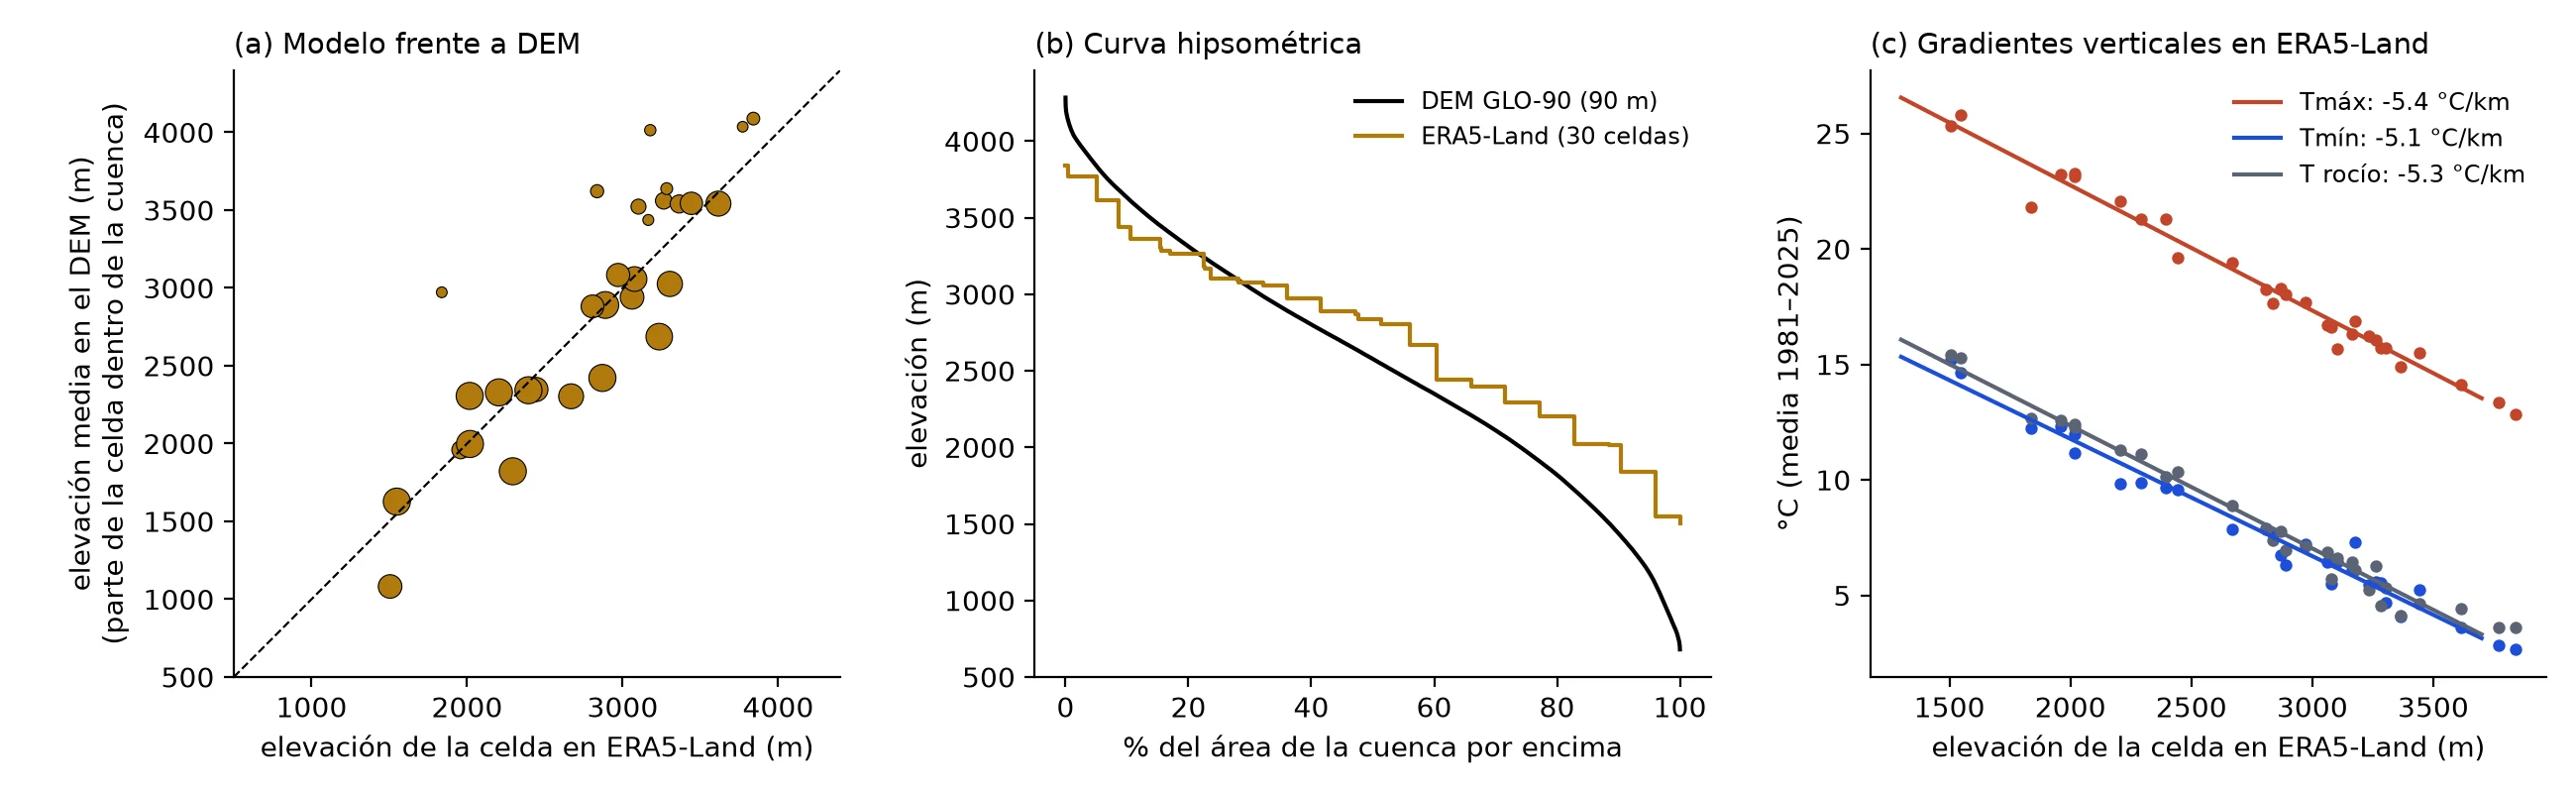 (a) Modelo frente a DEM
elevación media en el DEM (m)
(parte de la celda dentro de la cuenca)
4000
3500
3000
2500
2000
1500
1000
500
1000 2000 3000 4000
elevación de la celda en ERA5-Land (m)
(b) Curva hipsométrica
DEM GLO-90 (90 m)
ERA5-Land (30 celdas)
elevación (m)
4000
3500
3000
2500
2000
1500
1000
500
0 20 40 60 80 100
% del área de la cuenca por encima
(c) Gradientes verticales en ERA5-Land
Tmáx: -5.4 °C/km
Tmín: -5.1 °C/km
T rocío: -5.3 °C/km
°C (media 1981–2025)
25
20
15
10
5
1500 2000 2500 3000 3500
elevación de la celda en ERA5-Land (m)